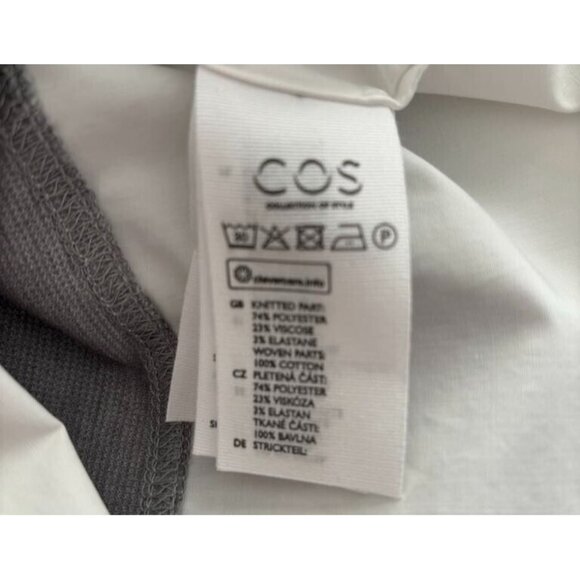 COS
COLLECTION OF STYLE
P
clevercare.info
GB KNITTED PART:
74% POLYESTER
23% VISCOSE
3% ELASTANE
WOVEN PARTS:
100% COTTON
CZ PLETENÁ ČÁST:
74% POLYESTER
23% VISKÓZA
3% ELASTAN
TKANÉ ČÁSTI:
100% BAVLNA
DE STRICKTEIL: